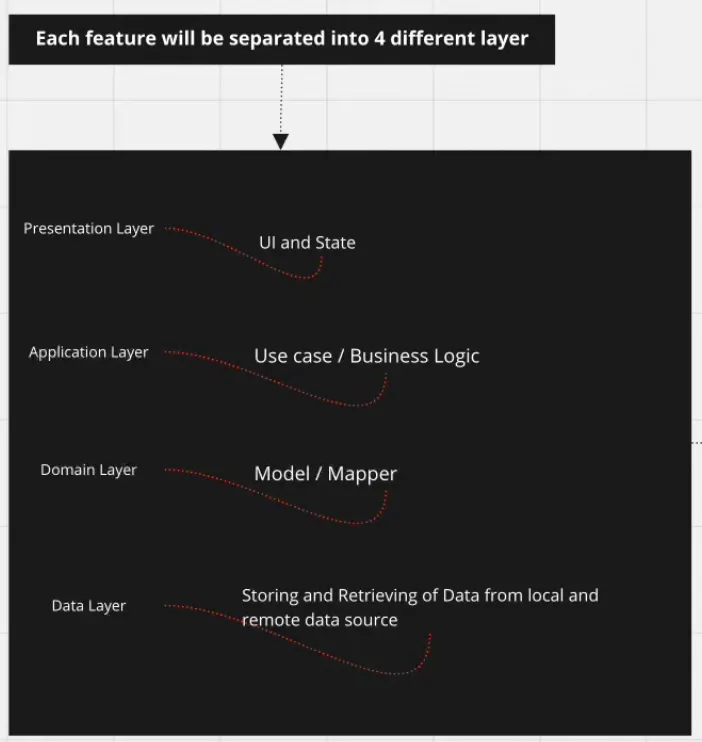 Each feature will be separated into 4 different layer
Presentation Layer
UI and State
Application Layer
Use case / Business Logic
Domain Layer
Model / Mapper
Data Layer
Storing and Retrieving of Data from local and
remote data source